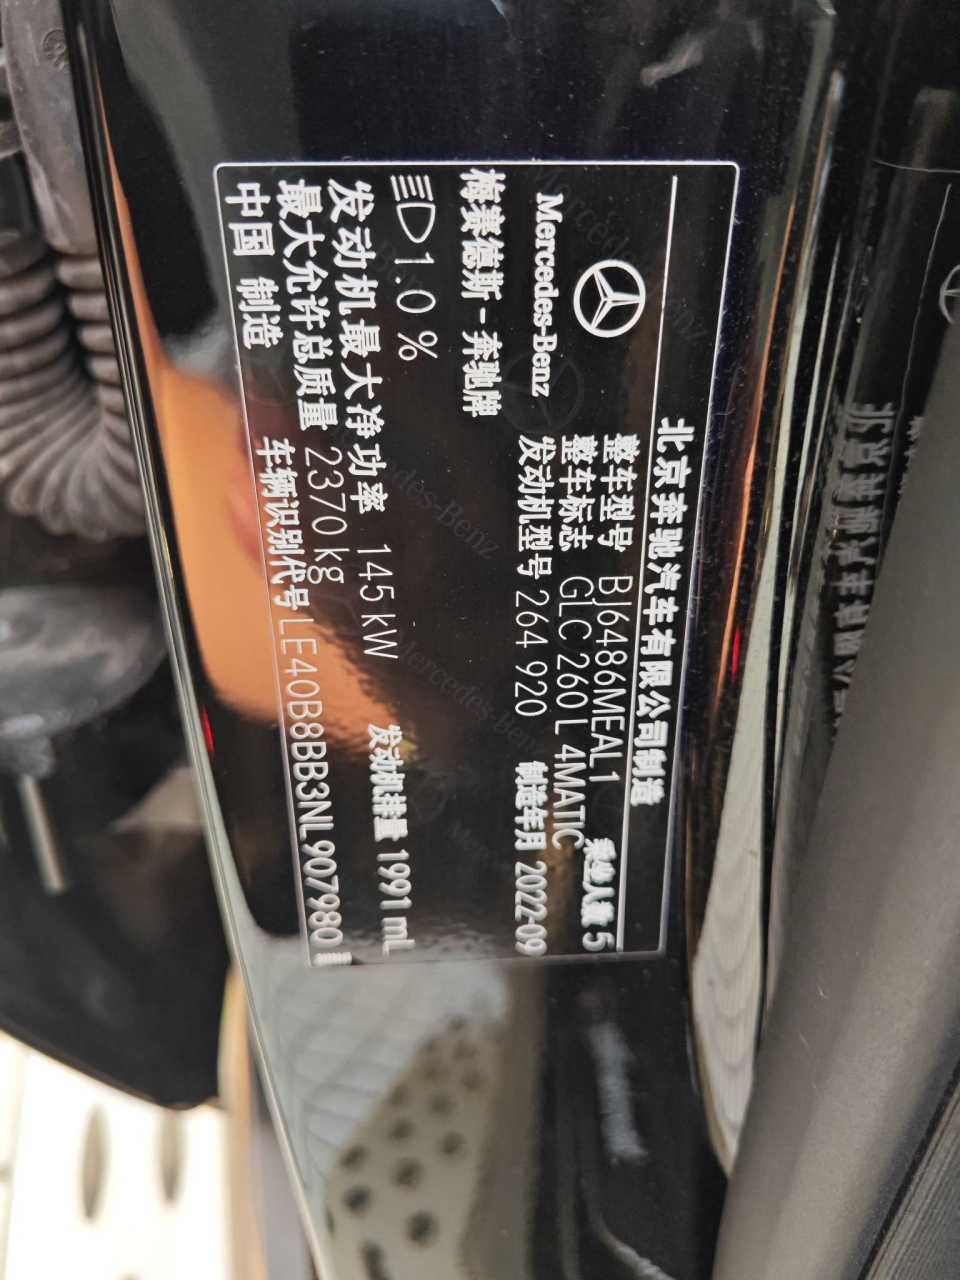 北京奔驰汽车有限公司制造
整车型号 BJ6486MEAL1 乘坐人数 5
整车标志 GLC 260 L 4MATIC
Mercedes-Benz 发动机型号 264 920 制造年月 2022-09
梅赛德斯-奔驰牌
1.0 %
发动机最大净功率 145 kW 发动机排量 1991 mL
最大允许总质量 2370 kg
中国 制造 车辆识别代号 LE40B8BB3NL907980